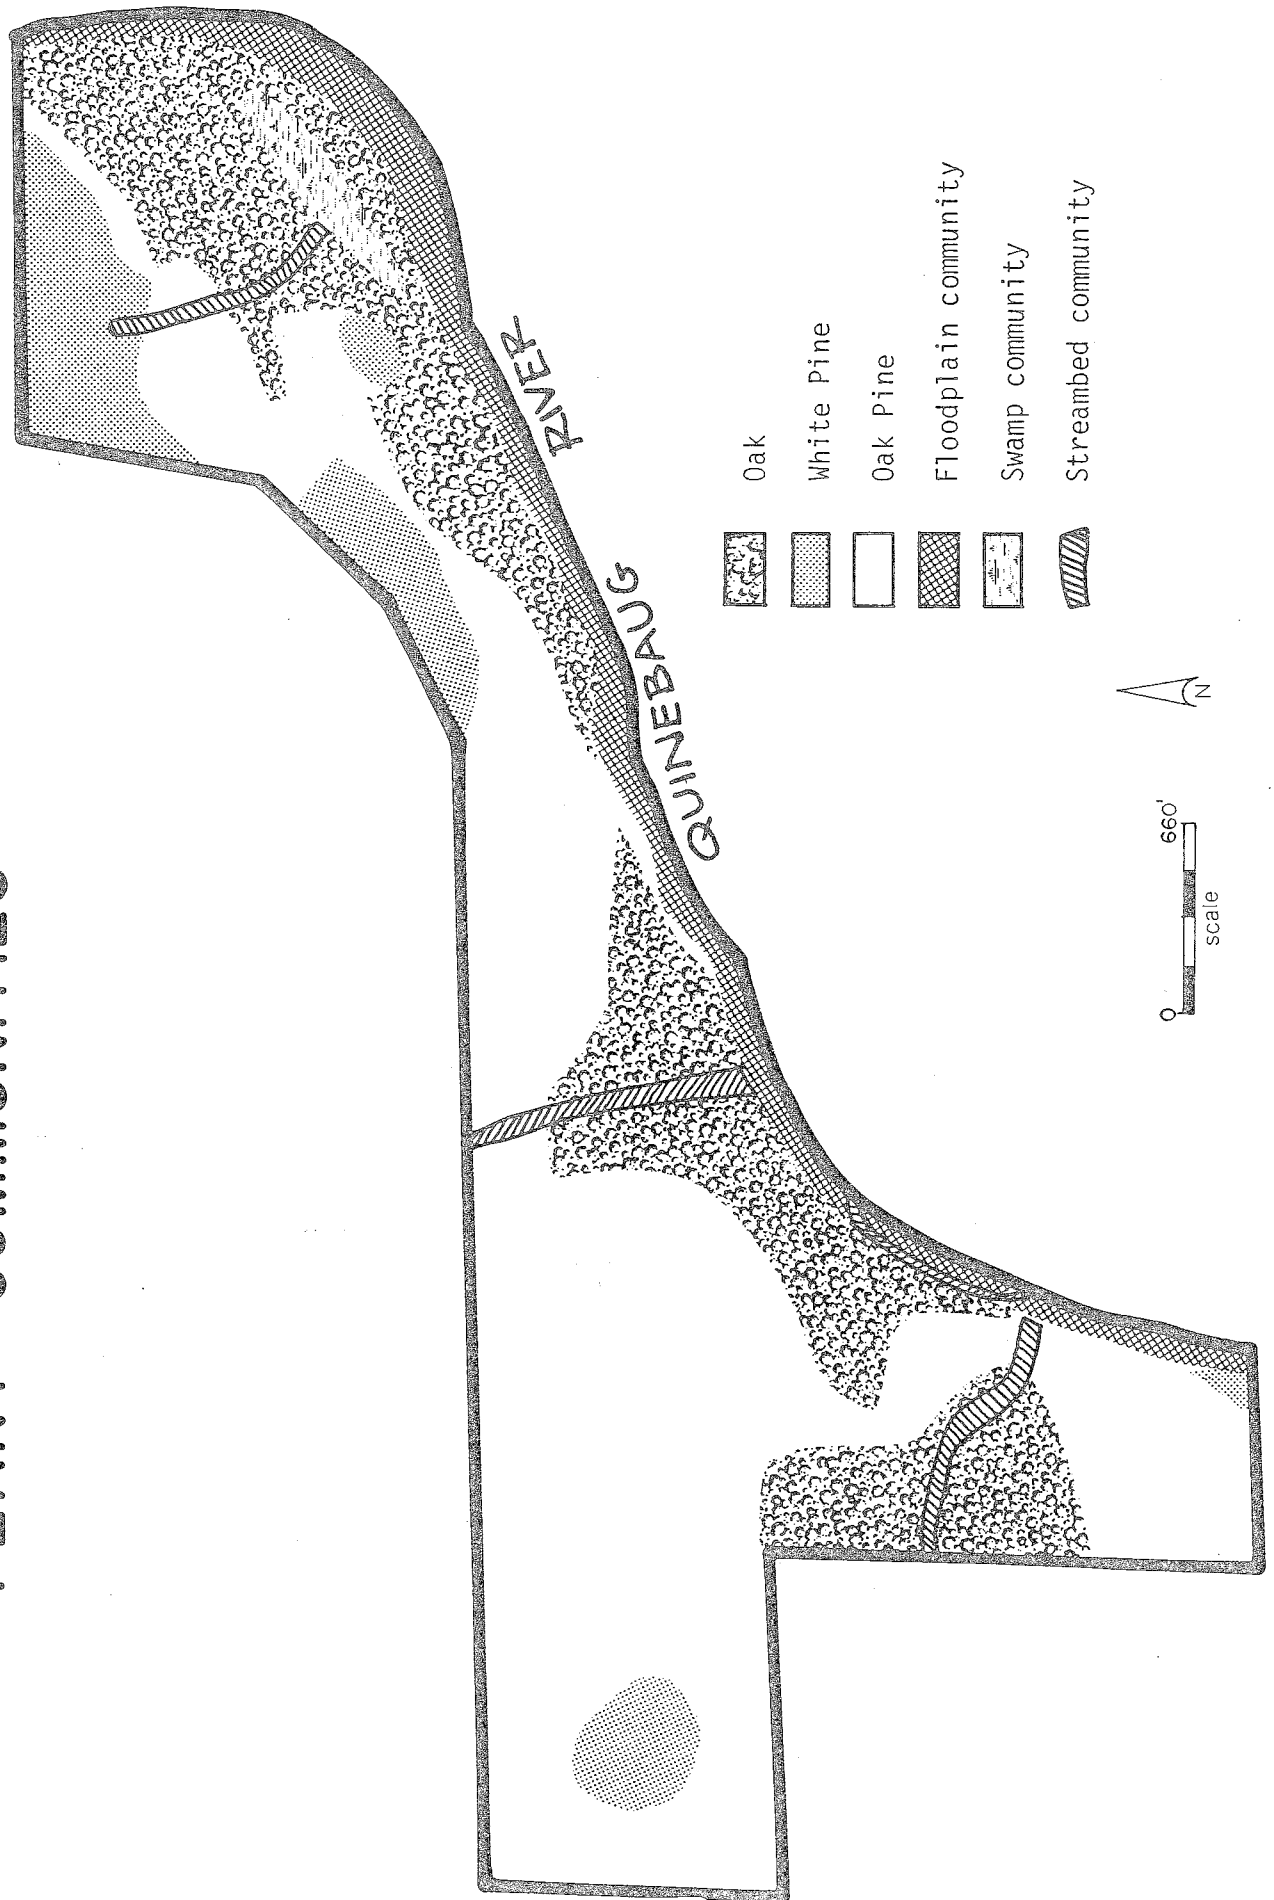 QUINEBAUG RIVER
Oak
White Pine
Oak Pine
Floodplain community
Swamp community
Streambed community
N
0 660'
scale